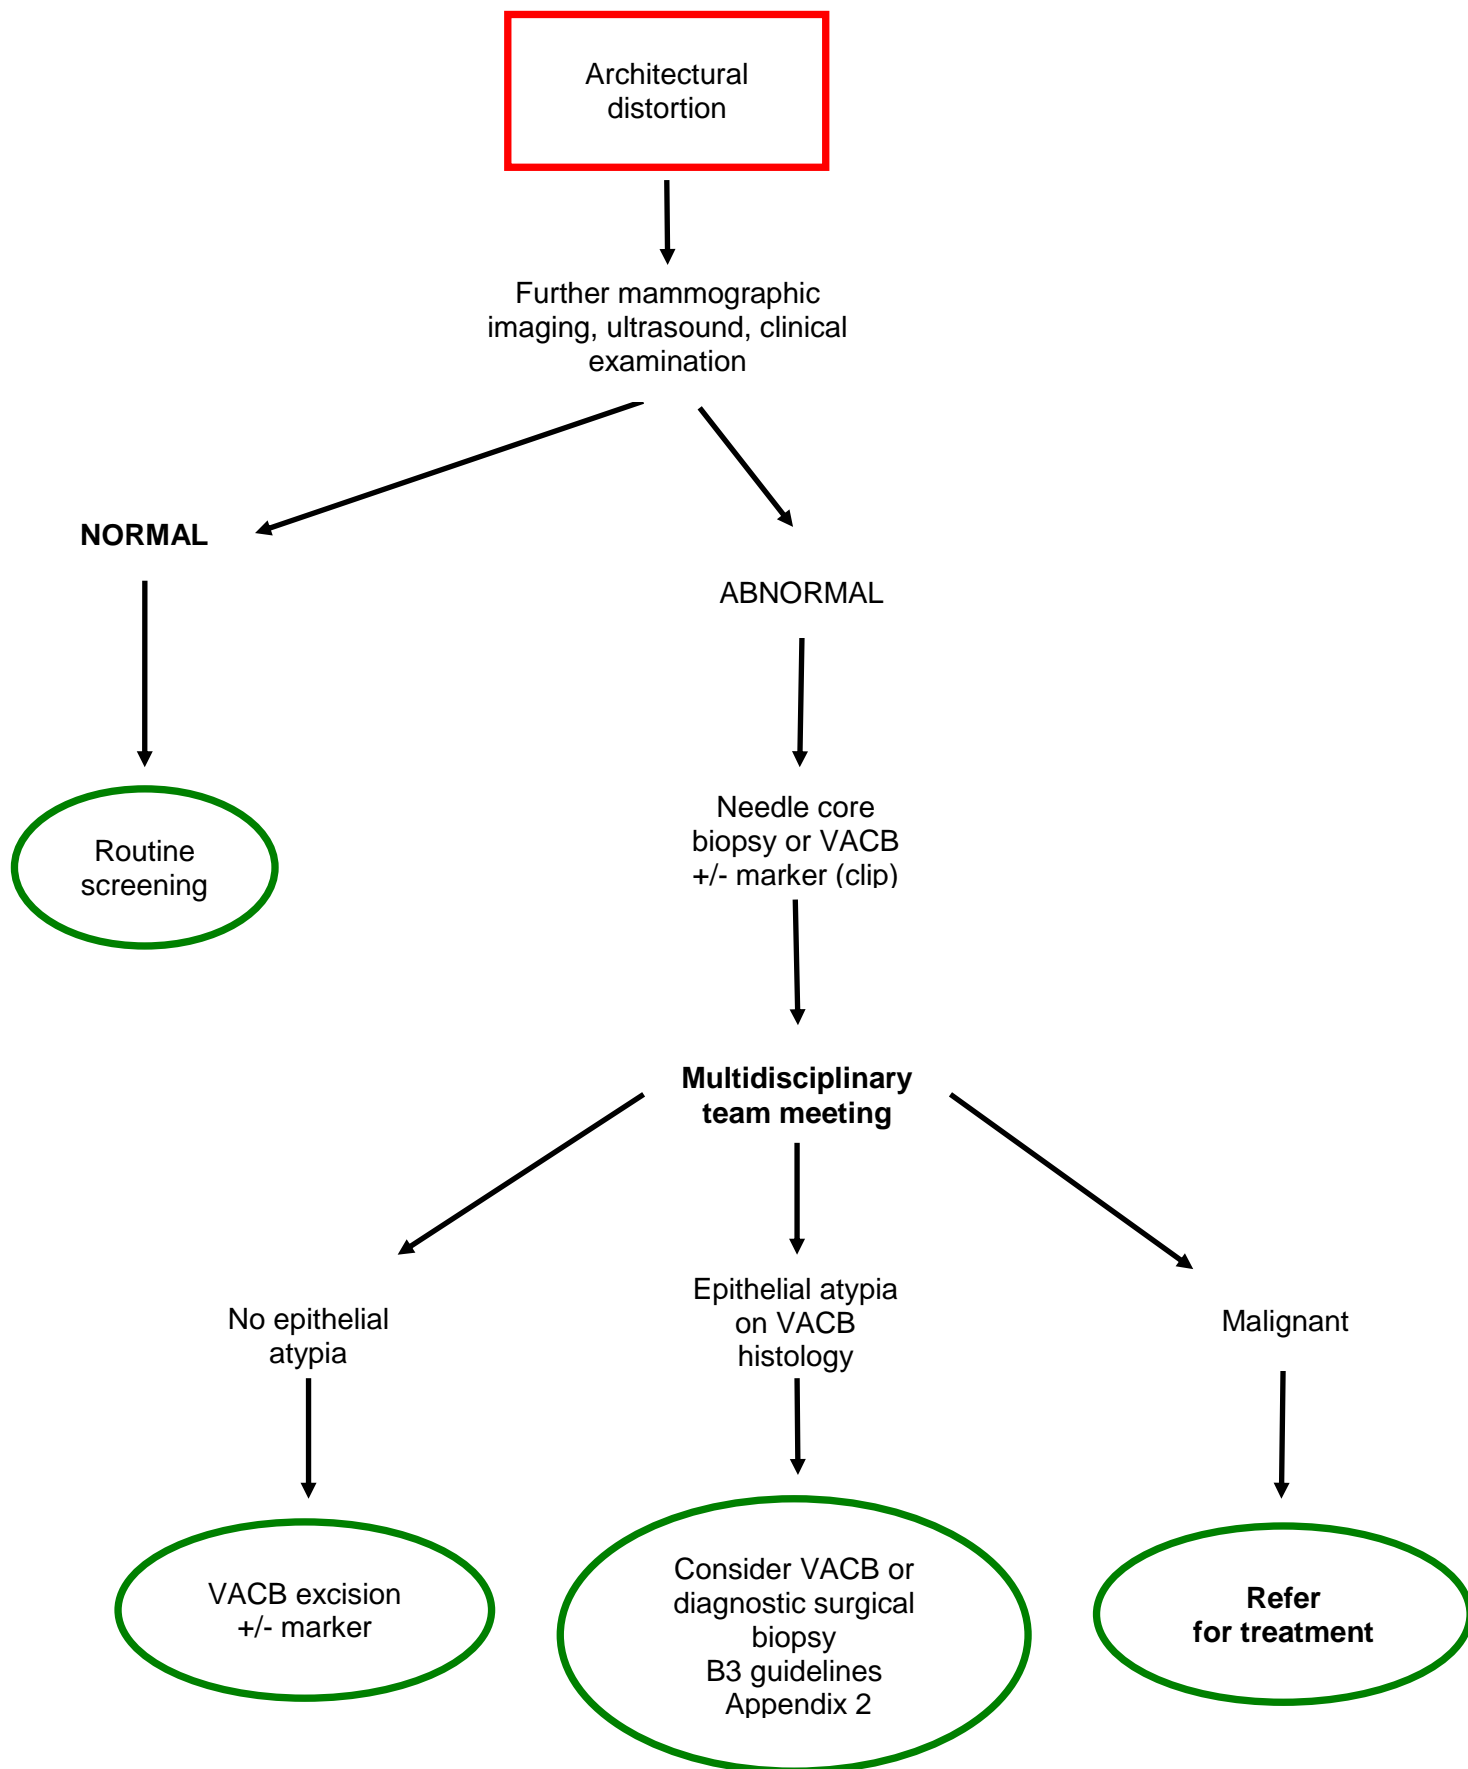 Architectural
distortion
Further mammographic
imaging, ultrasound, clinical
examination
NORMAL
ABNORMAL
Routine
screening
Needle core
biopsy or VACB
+/- marker (clip)
Multidisciplinary
team meeting
No epithelial
atypia
Epithelial atypia
on VACB
histology
Malignant
VACB excision
+/- marker
Consider VACB or
diagnostic surgical
biopsy
B3 guidelines
Appendix 2
Refer
for treatment